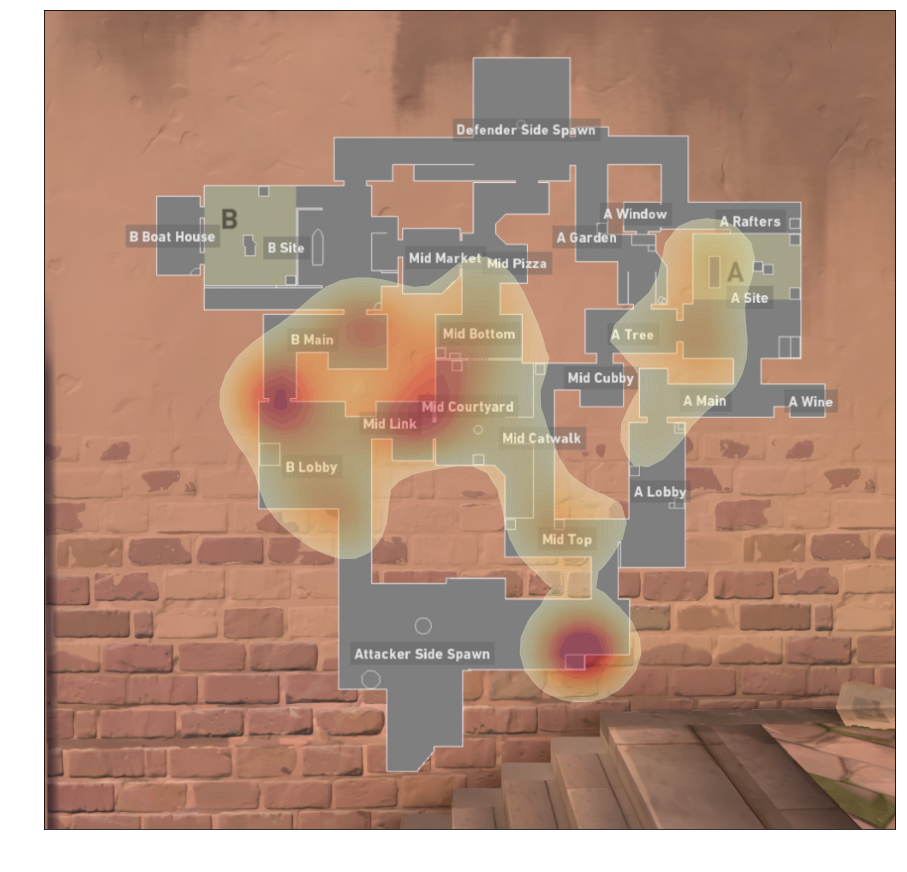 Defender Side Spawn
A Window
A Rafters
B
A Garden
B Boat House
B Site
Mid Market
Mid Pizza
A
A Site
B Main
Mid Bottom
A Tree
Mid Cubby
A Main
A Wine
Mid Courtyard
Mid Link
Mid Catwalk
B Lobby
A Lobby
Mid Top
Attacker Side Spawn